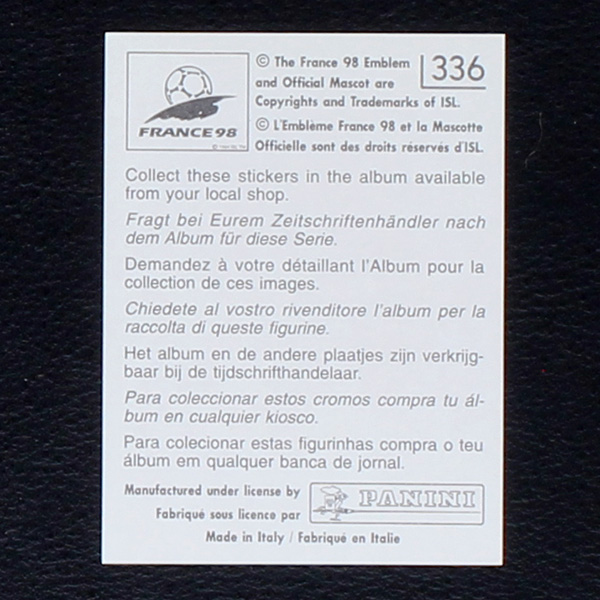 FRANCE 98
© The France 98 Emblem
and Official Mascot are
Copyrights and Trademarks of ISL.
336
© L'Emblème France 98 et la Mascotte
Officielle sont des droits réservés d'ISL.
Collect these stickers in the album available
from your local shop.
Fragt bei Eurem Zeitschriftenhändler nach
dem Album für diese Serie.
Demandez à votre détaillant l'Album pour la
collection de ces images.
Chiedete al vostro rivenditore l'album per la
raccolta di queste figurine.
Het album en de andere plaatjes zijn verkrijg-
baar bij de tijdschrifthandelaar.
Para coleccionar estos cromos compra tu ál-
bum en cualquier kiosco.
Para colecionar estas figurinhas compra o teu
álbum em qualquer banca de jornal.
Manufactured under license by
Fabriqué sous licence par
PANINI
Made in Italy / Fabriqué en Italie